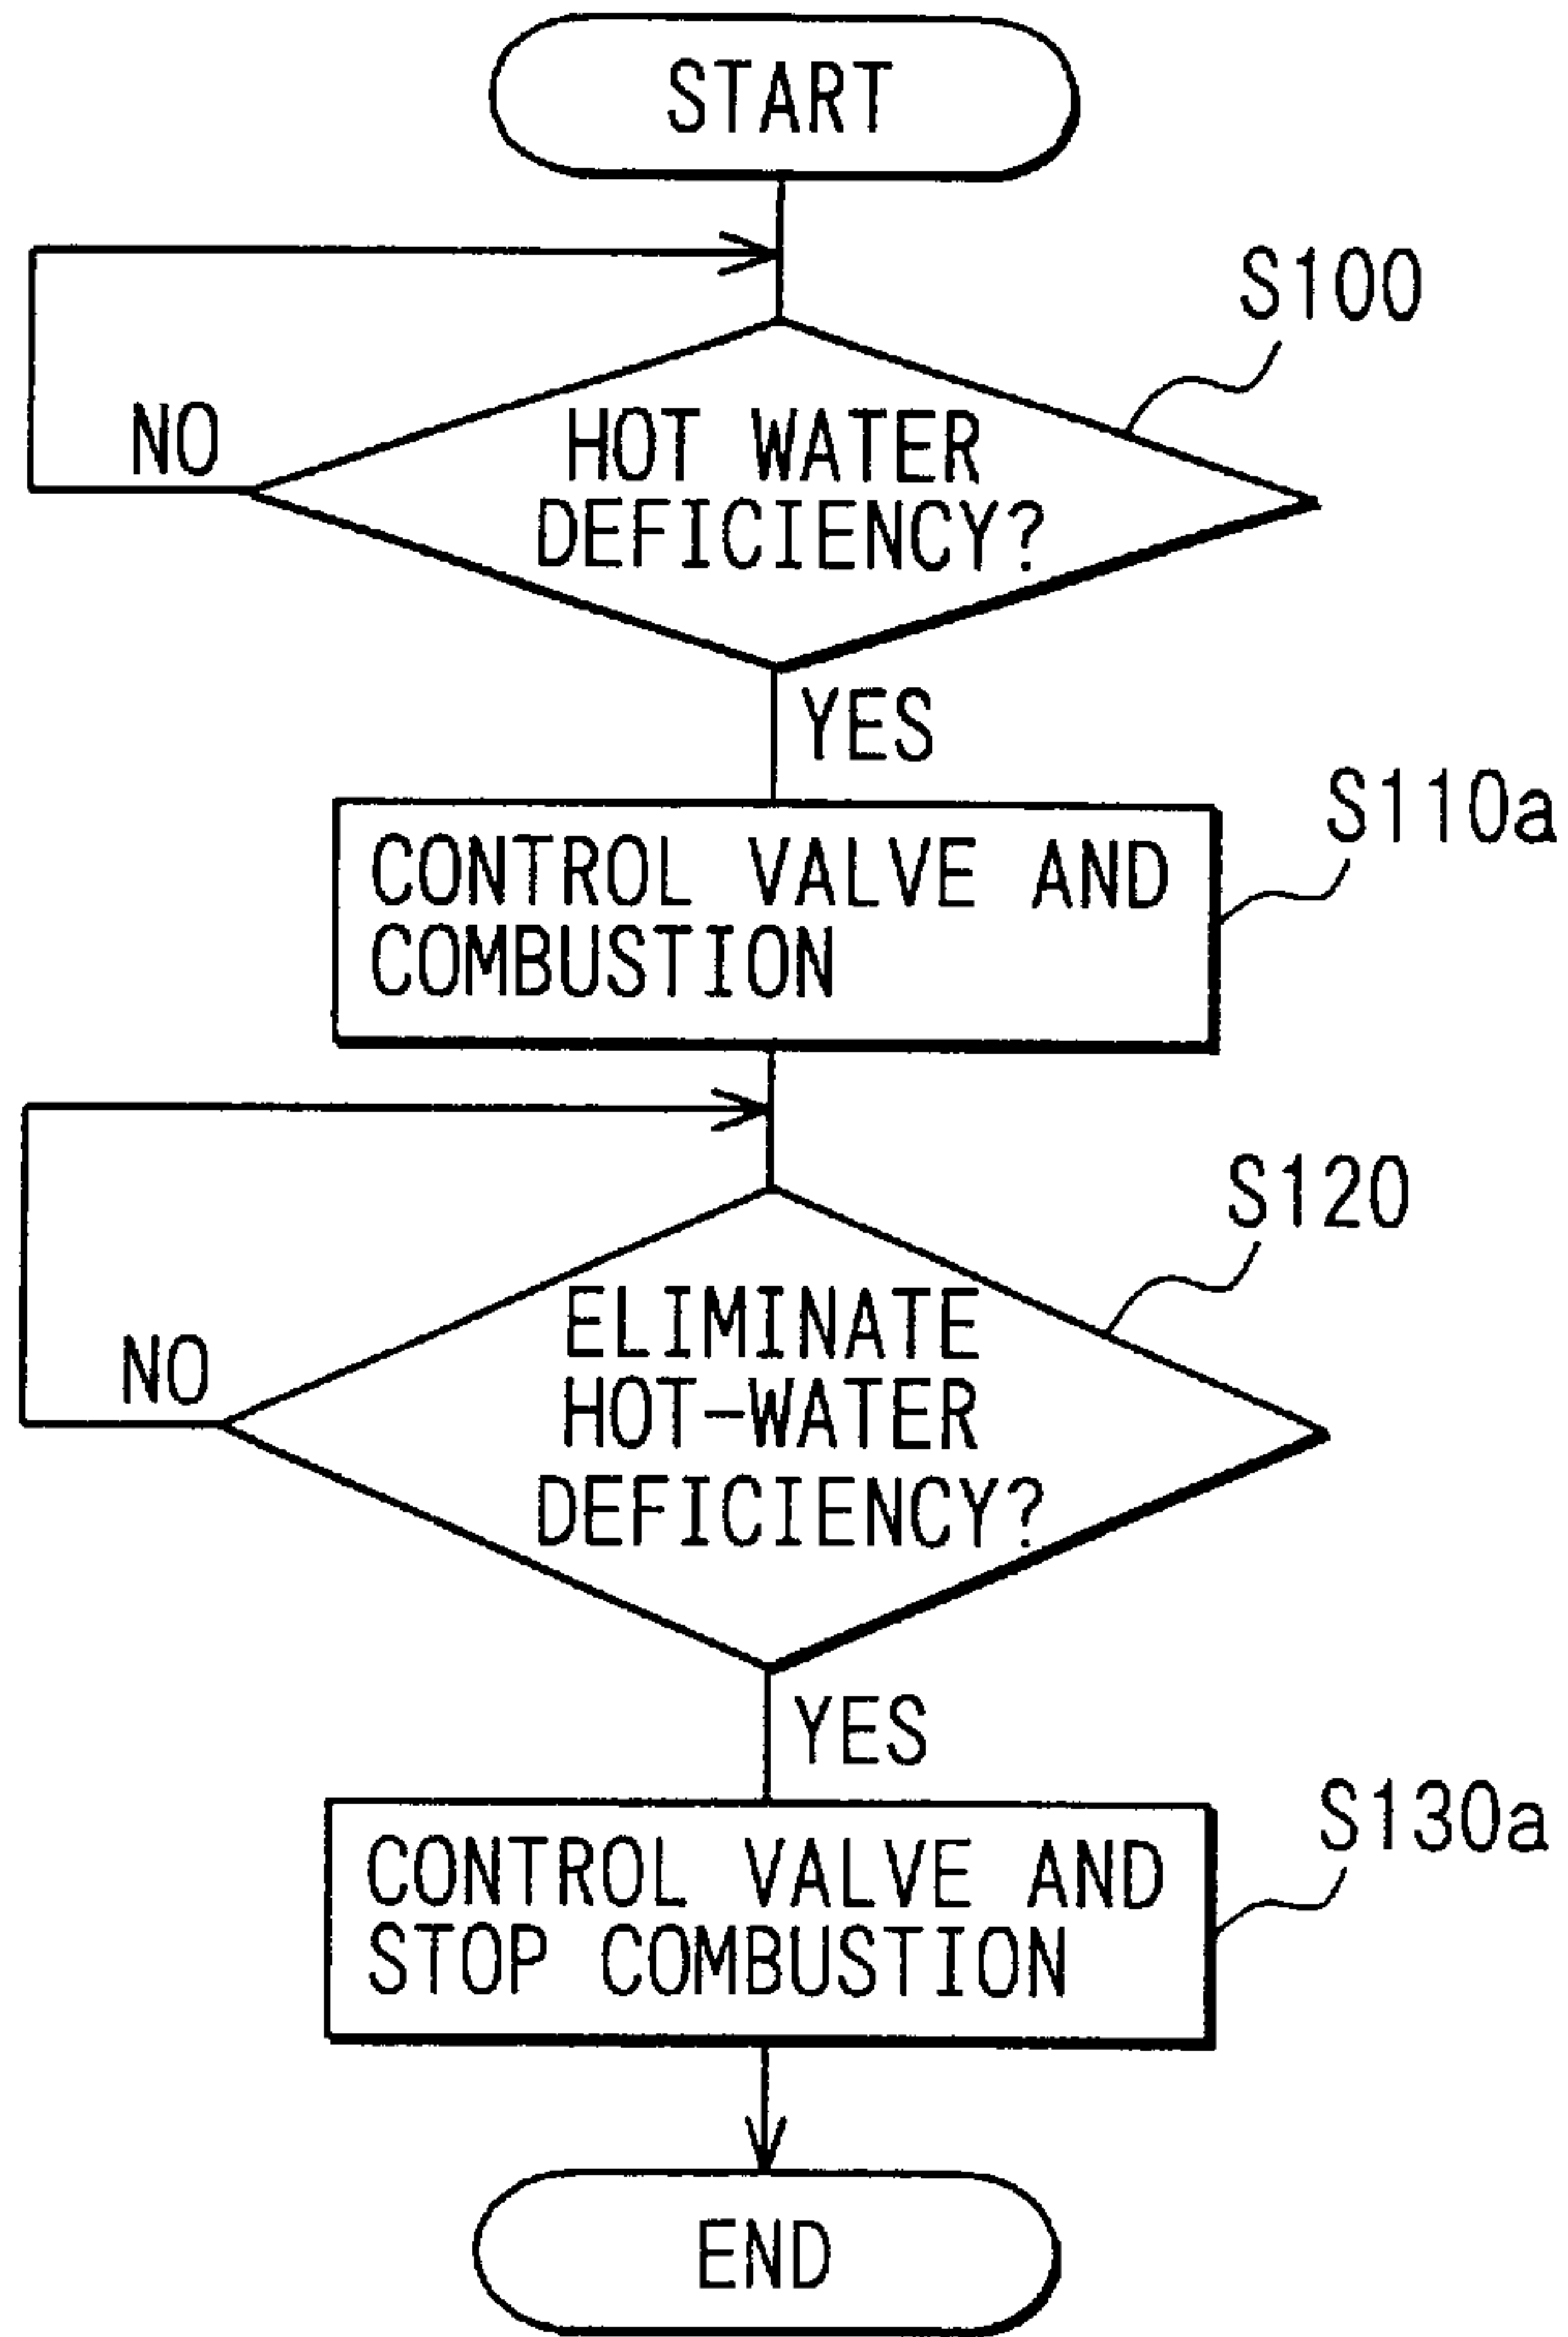 START
S100
HOT WATER
DEFICIENCY?
NO
YES
S110a
CONTROL VALVE AND
COMBUSTION
S120
ELIMINATE
HOT-WATER
DEFICIENCY?
NO
YES
S130a
CONTROL VALVE AND
STOP COMBUSTION
END